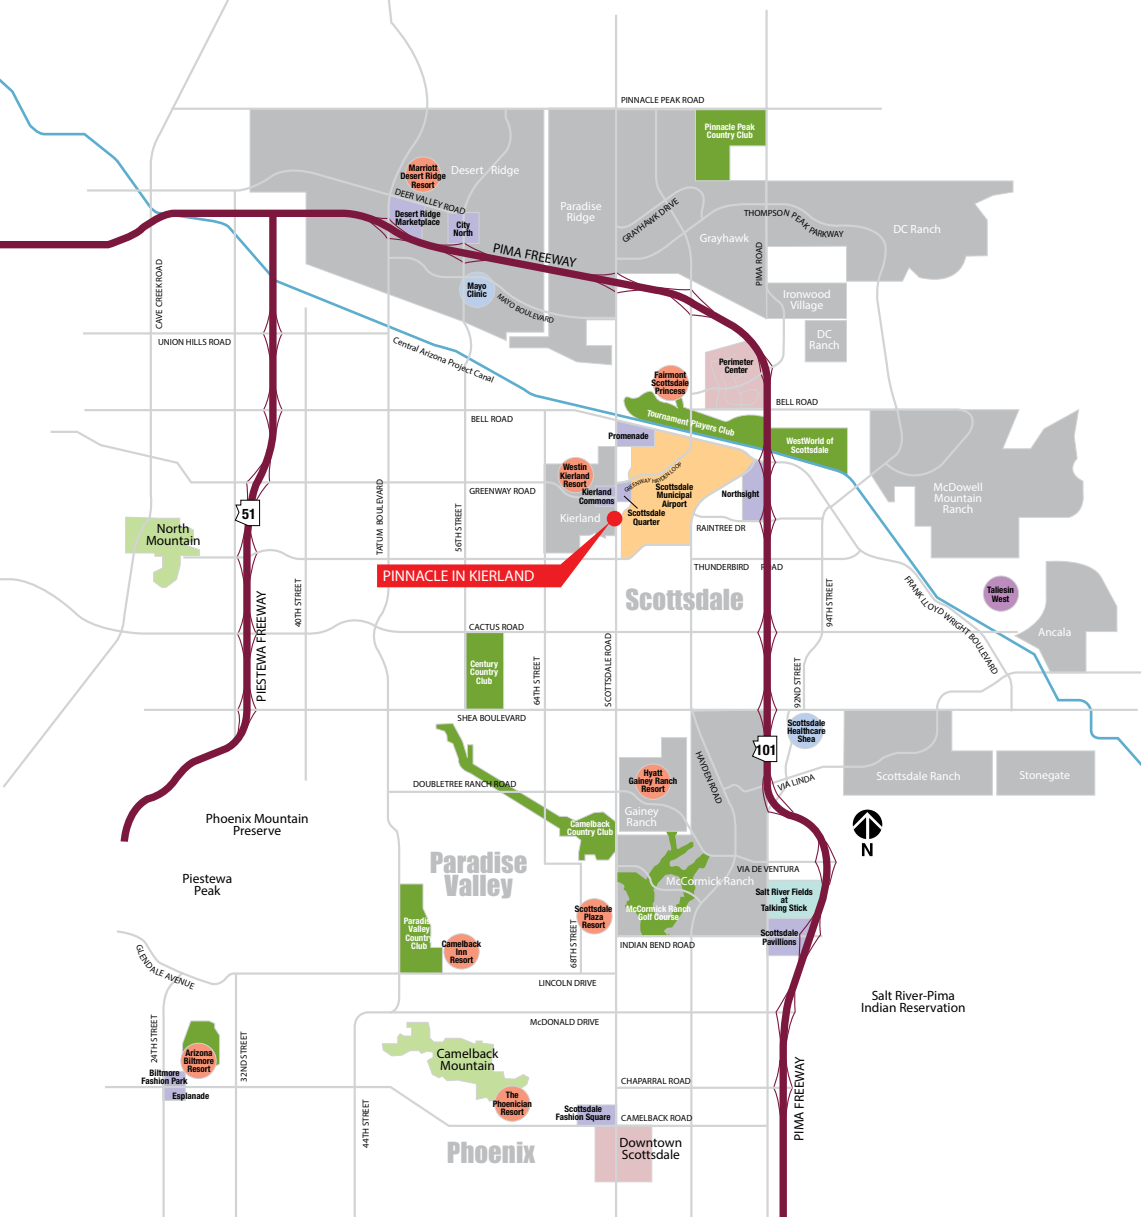 PINNACLE PEAK ROAD
Pinnacle Peak
Country Club
Marriott
Desert Ridge
Resort
Desert Ridge
DEER VALLEY ROAD
Desert Ridge
Marketplace
City
North
Paradise
Ridge
GRAYHAWK DRIVE
THOMPSON PEAK PARKWAY
Grayhawk
DC Ranch
PIMA FREEWAY
PIMA ROAD
Mayo
Clinic
MAYO BOULEVARD
Ironwood
Village
DC
Ranch
CAVE CREEK ROAD
UNION HILLS ROAD
Central Arizona Project Canal
Perimeter
Center
Fairmont
Scottsdale
Princess
BELL ROAD
BELL ROAD
Tournament Players Club
Promenade
WestWorld of
Scottsdale
Westin
Kierland
Resort
GREENWAY HAYDEN LOOP
GREENWAY ROAD
Kierland
Commons
Scottsdale
Municipal
Airport
Northsight
McDowell
Mountain
Ranch
51
TATUM BOULEVARD
56TH STREET
Kierland
Scottsdale
Quarter
RAINTREE DR
North
Mountain
PINNACLE IN KIERLAND
THUNDERBIRD ROAD
40TH STREET
Scottsdale
94TH STREET
FRANK LLOYD WRIGHT BOULEVARD
Taliesin
West
Ancala
PIESTEWA FREEWAY
CACTUS ROAD
Century
Country
Club
64TH STREET
SCOTTSDALE ROAD
92ND STREET
SHEA BOULEVARD
Scottsdale
Healthcare
Shea
101
HAYDEN ROAD
Hyatt
Gainey Ranch
Resort
DOUBLETREE RANCH ROAD
VIA LINDA
Scottsdale Ranch
Stonegate
Gainey
Ranch
Phoenix Mountain
Preserve
Camelback
Country Club
N
Paradise
Valley
Piestewa
Peak
VIA DE VENTURA
McCormick Ranch
Salt River Fields
at
Talking Stick
McCormick Ranch
Golf Course
Scottsdale
Plaza
Resort
Paradise
Valley
Country
Club
Camelback
Inn
Resort
68TH STREET
Scottsdale
Pavillions
INDIAN BEND ROAD
GLENDALE AVENUE
LINCOLN DRIVE
Salt River-Pima
Indian Reservation
McDONALD DRIVE
24TH STREET
32ND STREET
Arizona
Biltmore
Resort
Biltmore
Fashion Park
Esplanade
Camelback
Mountain
CHAPARRAL ROAD
The
Phoenician
Resort
Scottsdale
Fashion Square
CAMELBACK ROAD
PIMA FREEWAY
44TH STREET
Phoenix
Downtown
Scottsdale